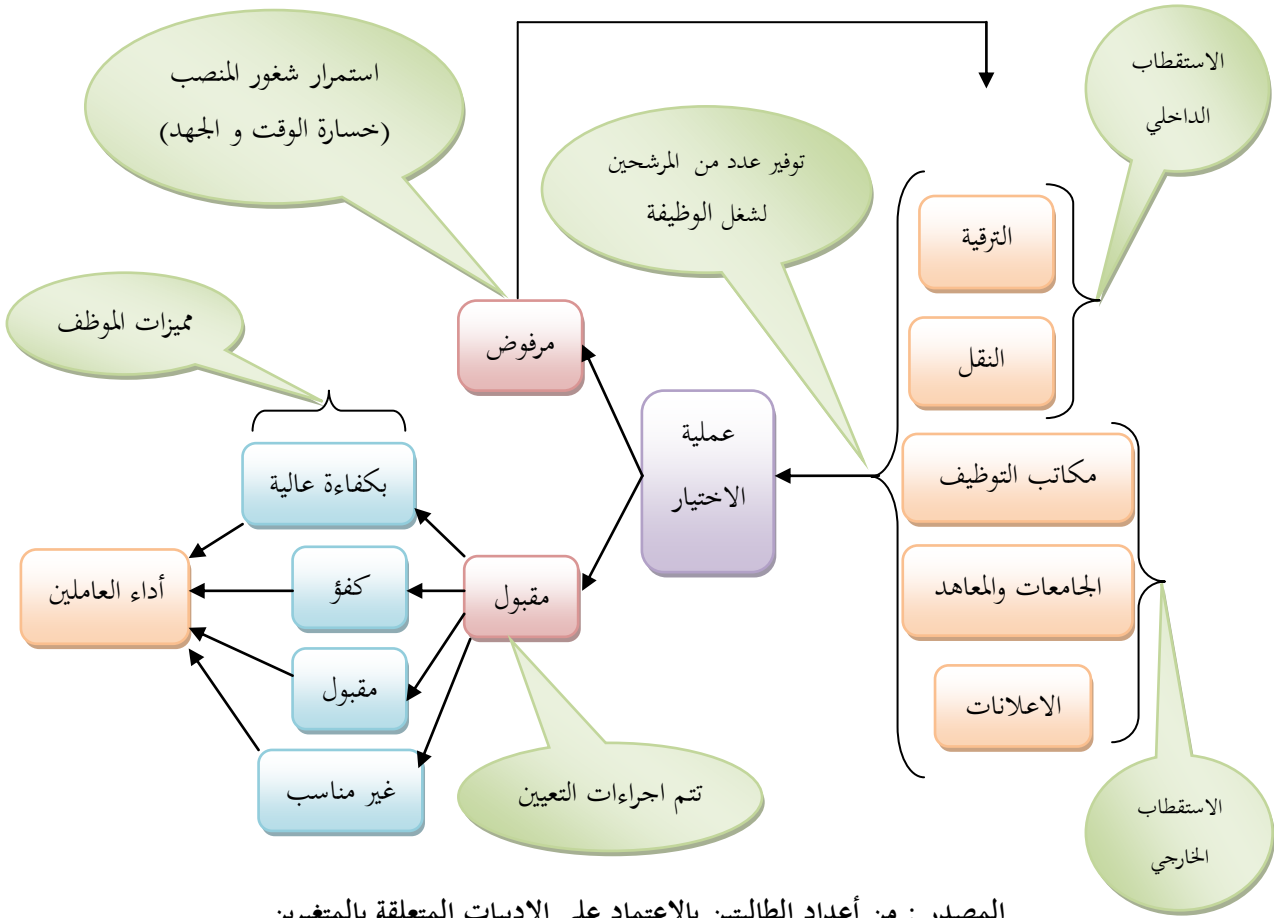 الاستقطاب
الداخلي
استمرار شغور المنصب
(خسارة الوقت و الجهد)
توفير عدد من المرشحين
لشغل الوظيفة
الترقية
النقل
مكاتب التوظيف
الجامعات والمعاهد
الاعلانات
الاستقطاب
الخارجي
عملية
الاختيار
مرفوض
مقبول
تتم اجراءات التعيين
مميزات الموظف
بكفاءة عالية
كفؤ
مقبول
غير مناسب
أداء العاملين
المصدر : من أعداد الطالبتين بالاعتماد على الادبيات المتعلقة بالمتغيرين